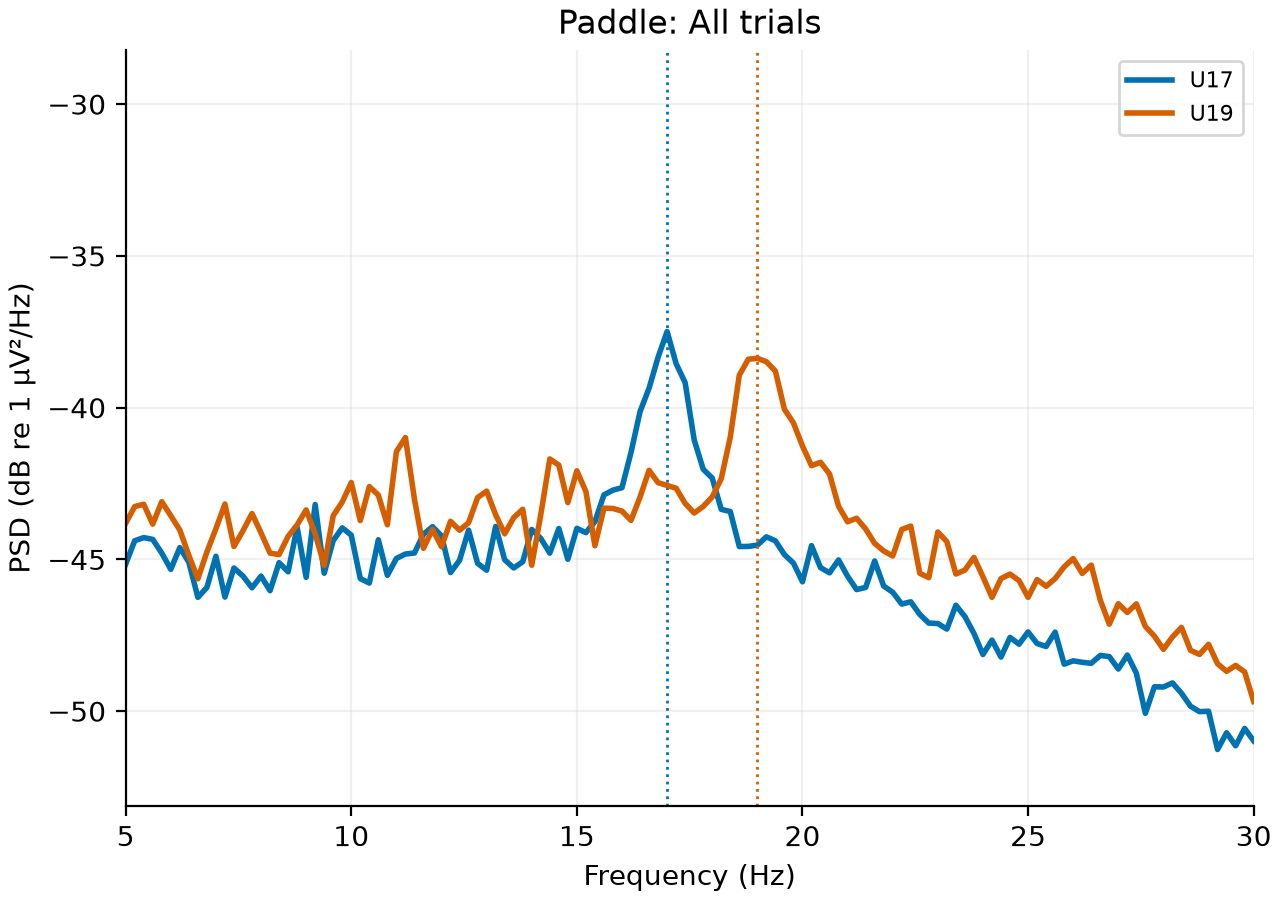 Paddle: All trials
U17
U19
PSD (dB re 1 µV²/Hz)
−30
−35
−40
−45
−50
5
10
15
20
25
30
Frequency (Hz)